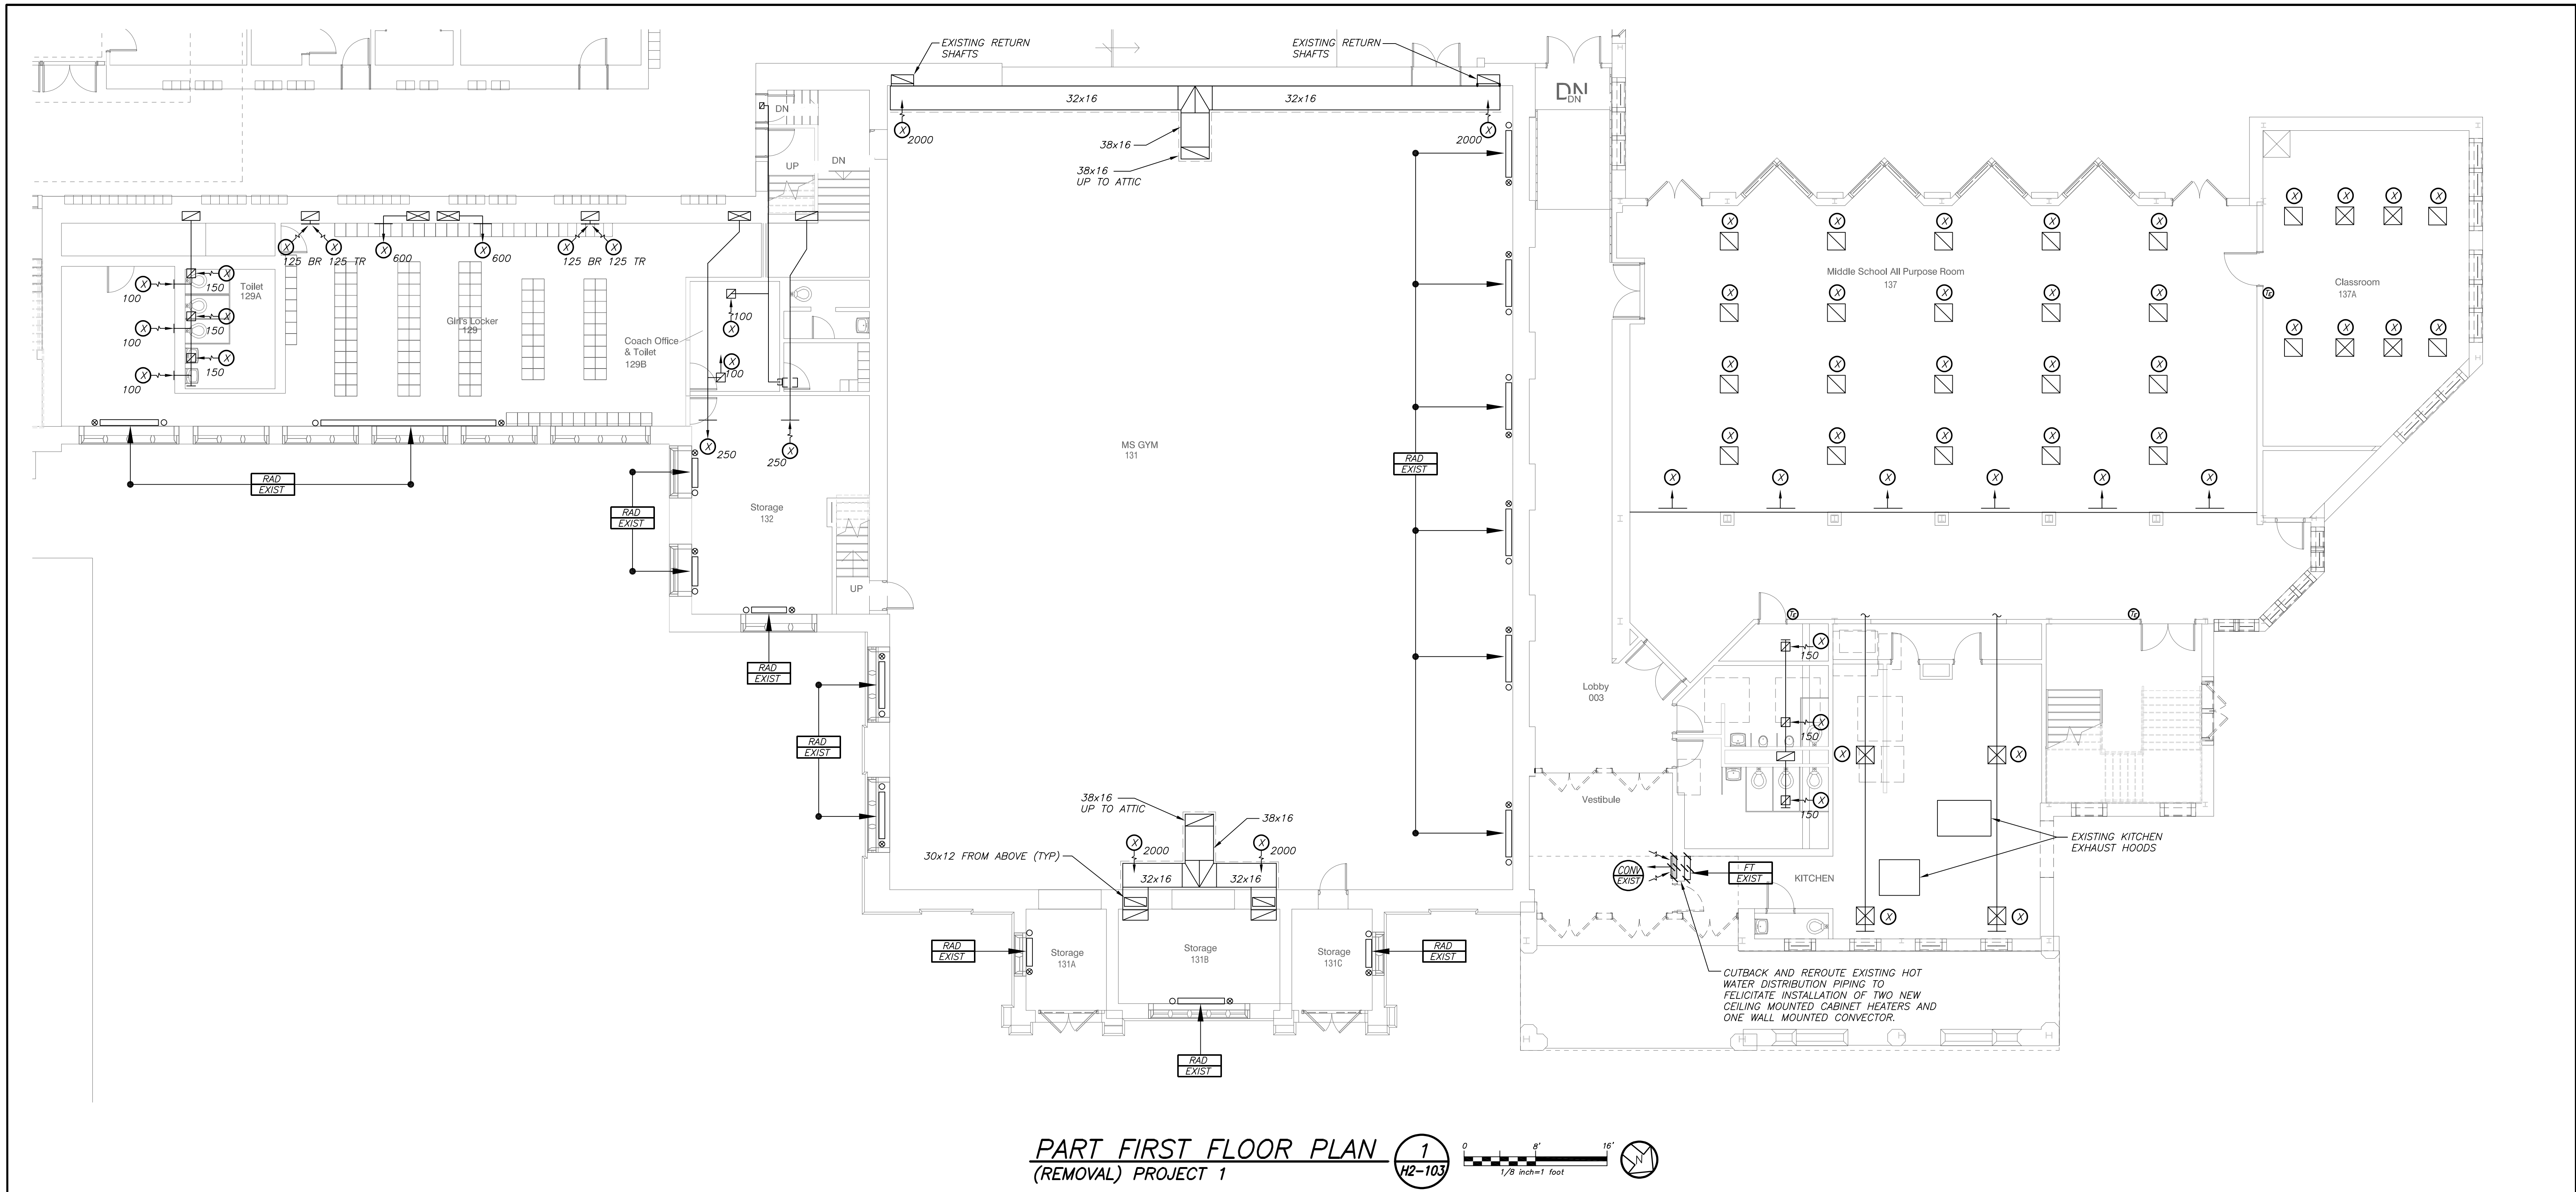 EXISTING RETURN
SHAFTS
EXISTING RETURN
SHAFTS
DN
DN
DN
32x16
32x16
2000
2000
38x16
38x16
UP TO ATTIC
UP
DN
X
X
125 BR
125 TR
X
600
X
600
125 BR
125 TR
Toilet
129A
100
150
100
150
100
150
Girl's Locker
129
Coach Office
& Toilet
129B
100
100
250
250
RAD
EXIST
RAD
EXIST
Storage
132
UP
RAD
EXIST
RAD
EXIST
MS GYM
131
RAD
EXIST
Middle School All Purpose Room
137
Classroom
137A
Lobby
003
Vestibule
150
150
150
38x16
UP TO ATTIC
38x16
2000
2000
30x12 FROM ABOVE (TYP)
32x16
32x16
CONV
EXIST
FT
EXIST
KITCHEN
EXISTING KITCHEN
EXHAUST HOODS
RAD
EXIST
Storage
131A
Storage
131B
Storage
131C
RAD
EXIST
RAD
EXIST
CUTBACK AND REROUTE EXISTING HOT
WATER DISTRIBUTION PIPING TO
FELICITATE INSTALLATION OF TWO NEW
CEILING MOUNTED CABINET HEATERS AND
ONE WALL MOUNTED CONVECTOR.
PART FIRST FLOOR PLAN
(REMOVAL) PROJECT 1
1
H2-103
0 8' 16'
1/8 inch=1 foot
N